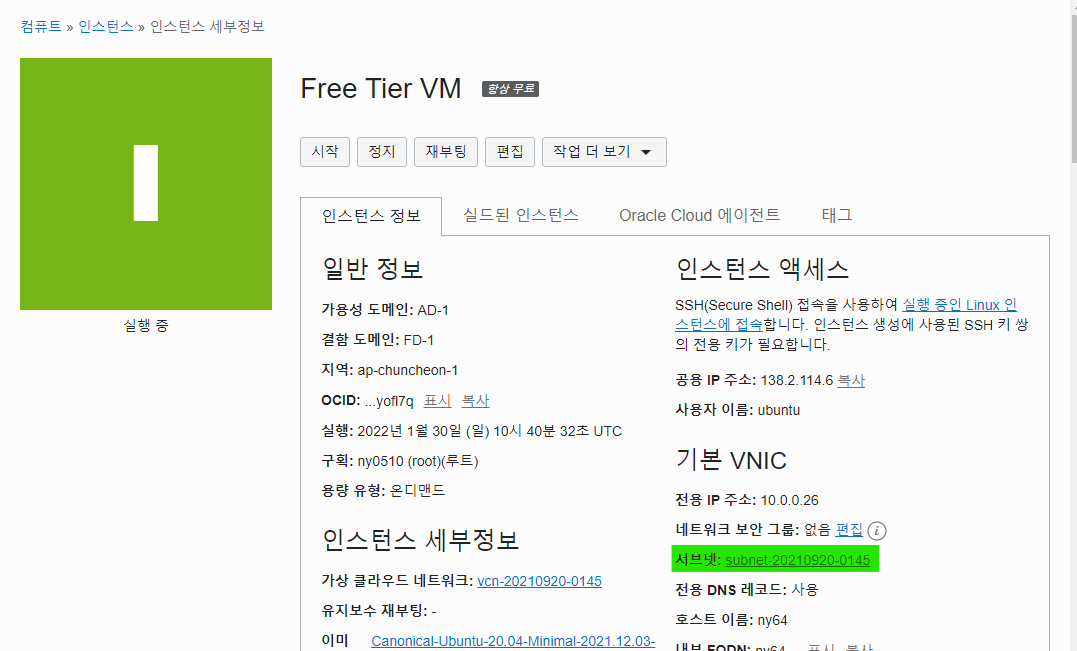 컴퓨트 » 인스턴스 » 인스턴스 세부정보
Free Tier VM 항상 무료
시작 정지 재부팅 편집 작업 더 보기
실행 중
인스턴스 정보 실드된 인스턴스 Oracle Cloud 에이전트 태그
일반 정보
가용성 도메인: AD-1
결함 도메인: FD-1
지역: ap-chuncheon-1
OCID: ...yofl7q 표시 복사
실행: 2022년 1월 30일 (일) 10시 40분 32초 UTC
구획: ny0510 (root)(루트)
용량 유형: 온디맨드
인스턴스 세부정보
가상 클라우드 네트워크: vcn-20210920-0145
유지보수 재부팅: -
이미 Canonical-Ubuntu-20.04-Minimal-2021.12.03-
인스턴스 액세스
SSH(Secure Shell) 접속을 사용하여 실행 중인 Linux 인
스턴스에 접속합니다. 인스턴스 생성에 사용된 SSH 키 쌍
의 전용 키가 필요합니다.
공용 IP 주소: 138.2.114.6 복사
사용자 이름: ubuntu
기본 VNIC
전용 IP 주소: 10.0.0.26
네트워크 보안 그룹: 없음 편집 i
서브넷: subnet-20210920-0145
전용 DNS 레코드: 사용
호스트 이름: ny64
내부 FQDN: ny64... 표시 복사